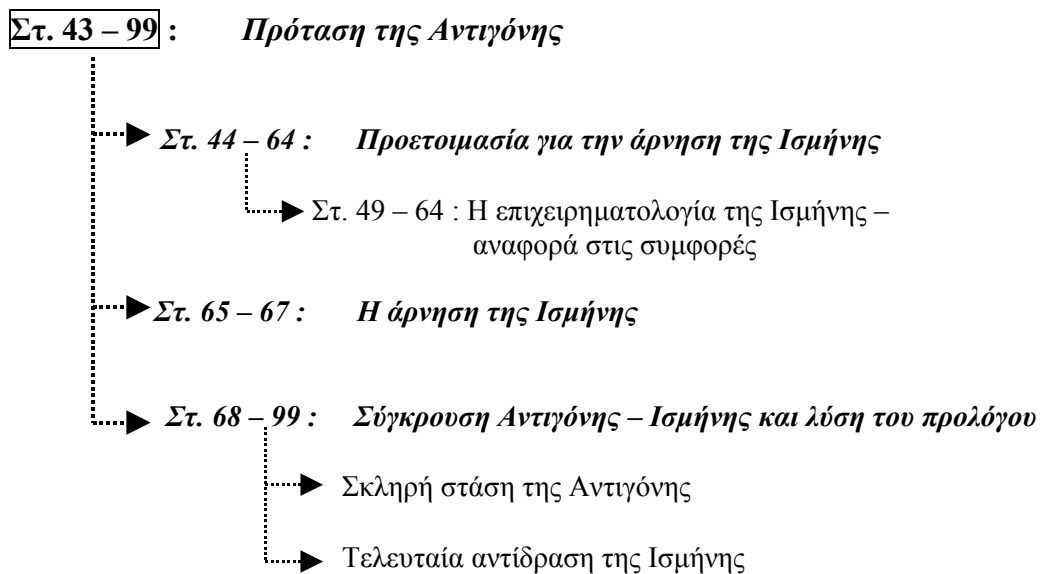 Στ. 43 – 99 : Πρόταση της Αντιγόνης
Στ. 44 – 64 : Προετοιμασία για την άρνηση της Ισμήνης
Στ. 49 – 64 : Η επιχειρηματολογία της Ισμήνης –
αναφορά στις συμφορές
Στ. 65 – 67 : Η άρνηση της Ισμήνης
Στ. 68 – 99 : Σύγκρουση Αντιγόνης – Ισμήνης και λύση του προλόγου
Σκληρή στάση της Αντιγόνης
Τελευταία αντίδραση της Ισμήνης